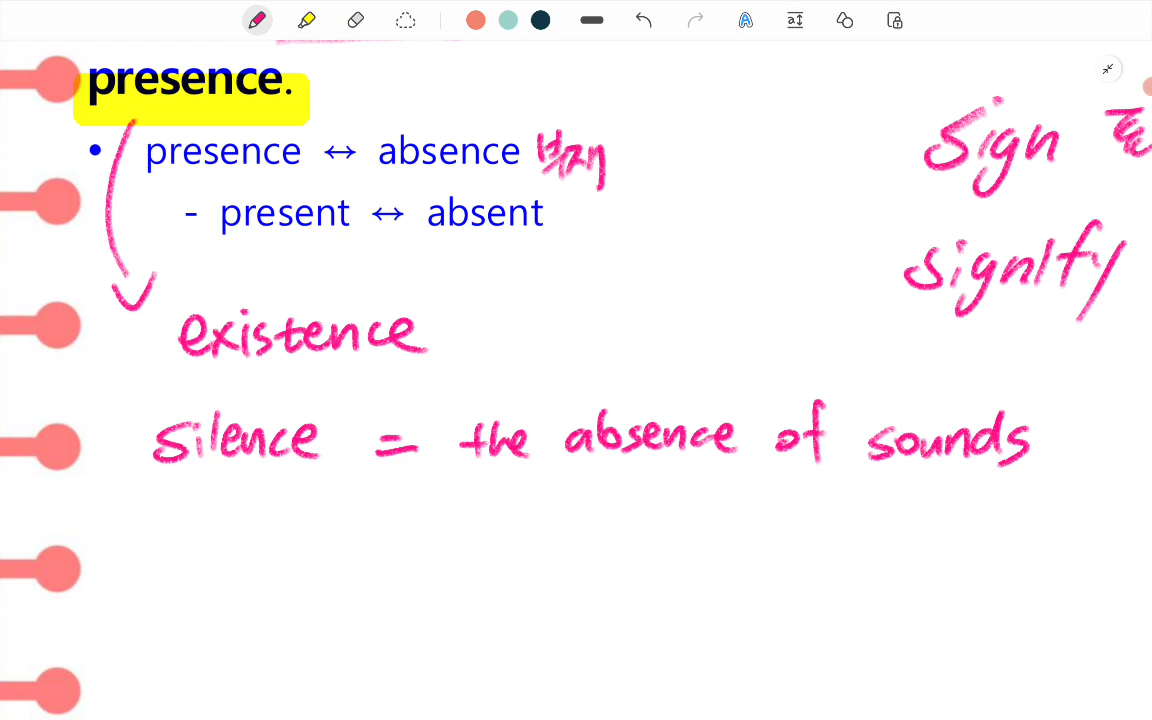 presence.
• presence ↔ absence 부재
- present ↔ absent
existence
silence = the absence of sounds
sign
signify